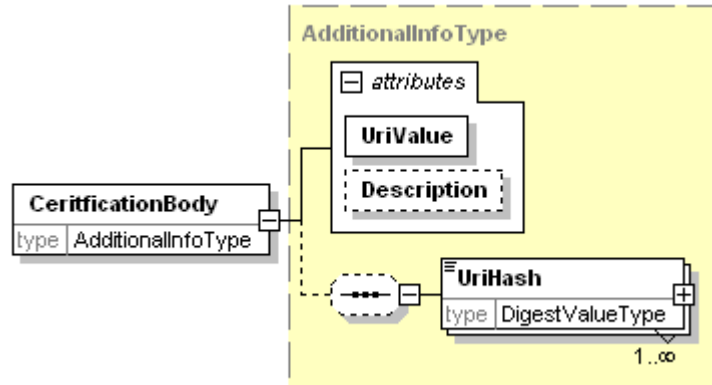 AdditionalInfoType
attributes
UriValue
Description
CeritficationBody
type AdditionalInfoType
UriHash
type DigestValueType
1..∞